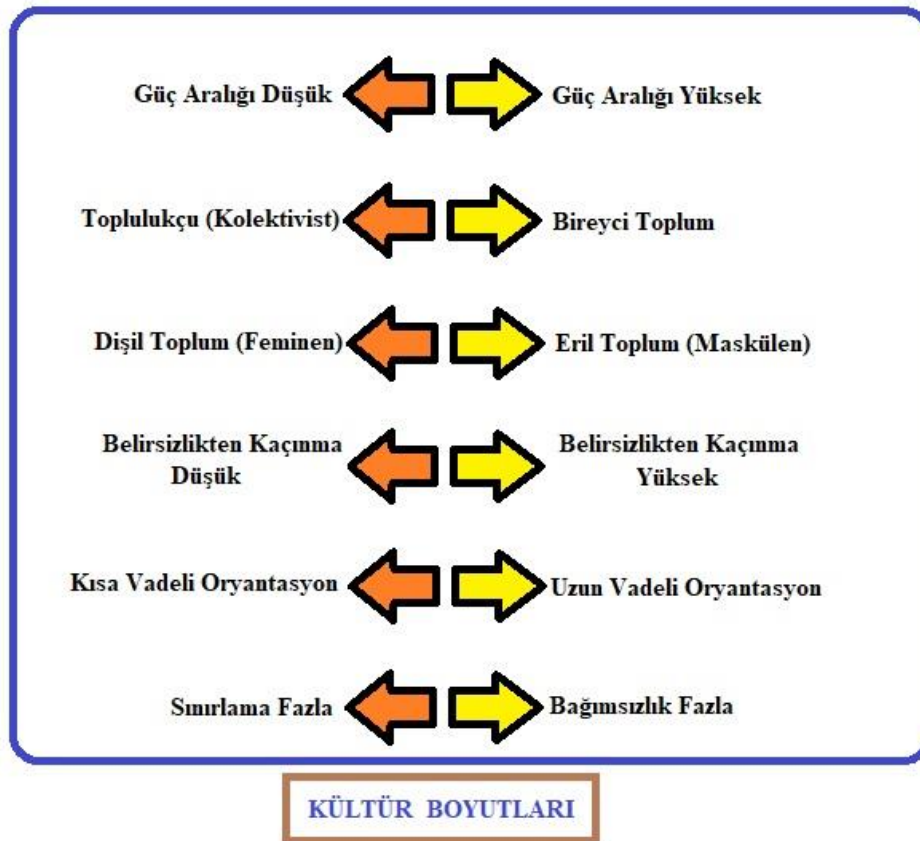 Güç Aralığı Düşük
Güç Aralığı Yüksek
Toplulukçu (Kolektivist)
Bireyci Toplum
Dişil Toplum (Feminen)
Eril Toplum (Maskülen)
Belirsizlikten Kaçınma
Düşük
Belirsizlikten Kaçınma
Yüksek
Kısa Vadeli Oryantasyon
Uzun Vadeli Oryantasyon
Sınırlama Fazla
Bağımsızlık Fazla
KÜLTÜR BOYUTLARI